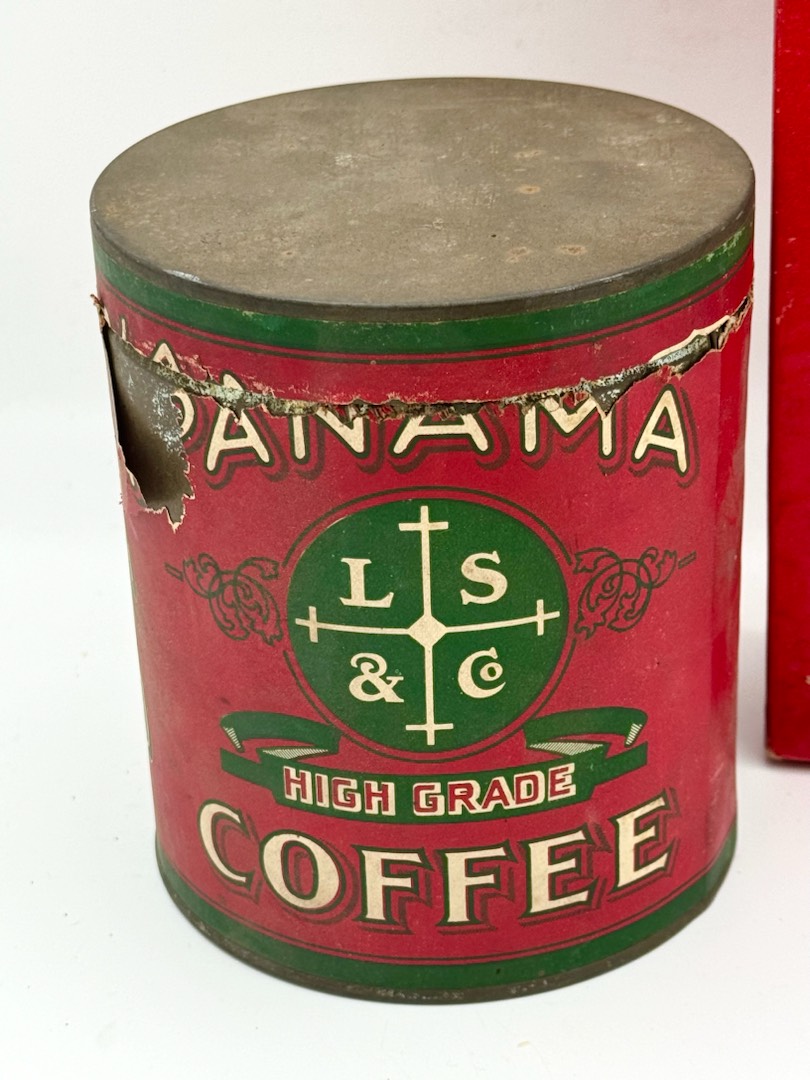 PANAMA
L S
& Co
HIGH GRADE
COFFEE